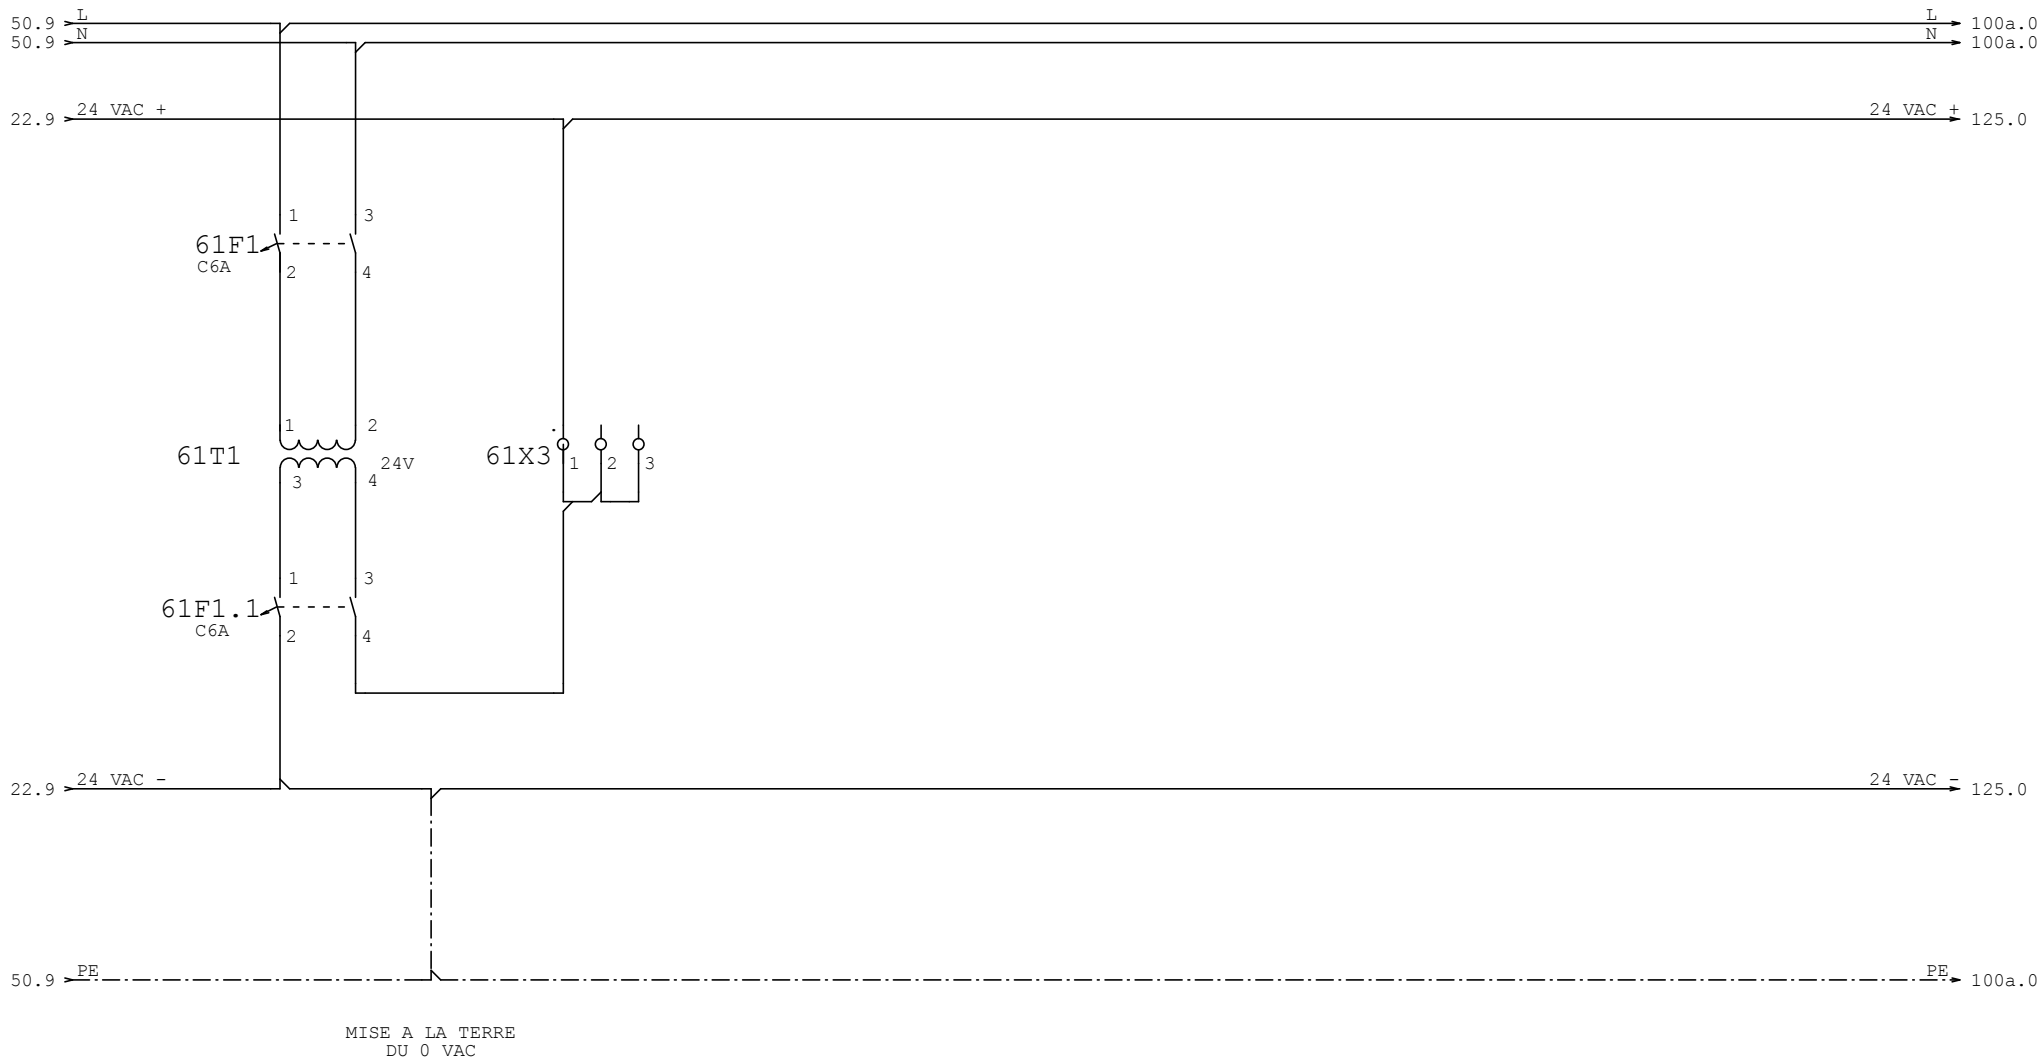 50.9 L L 100a.0
50.9 N N 100a.0
22.9 24 VAC + 24 VAC + 125.0
1 3
61F1
C6A
2 4
1 2
61T1 24V 61X3 1 2 3
3 4
1 3
61F1.1
C6A
2 4
22.9 24 VAC - 24 VAC - 125.0
50.9 PE PE 100a.0
MISE A LA TERRE
DU 0 VAC